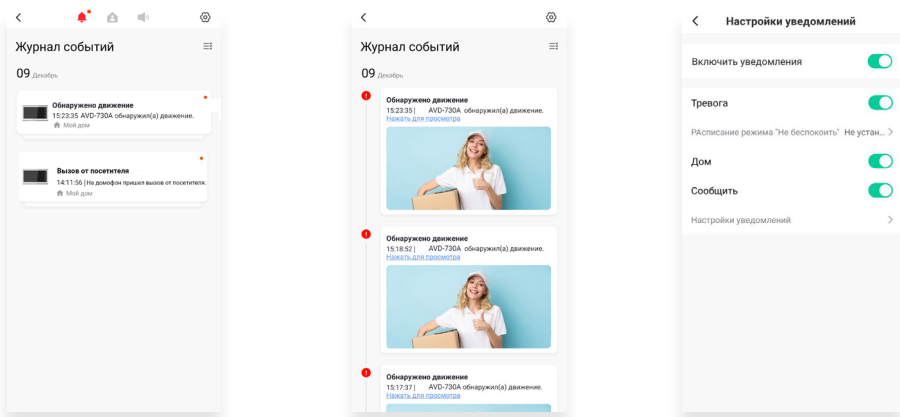 Журнал событий
09 Декабрь
Обнаружено движение
15:23:35 AVD-730A обнаружил(а) движение.
Мой дом
Вызов от посетителя
14:11:56 | На домофон пришел вызов от посетителя.
Мой дом
Журнал событий
09 Декабрь
Обнаружено движение
15:23:35 | AVD-730A обнаружил(а) движение.
Нажать для просмотра
Обнаружено движение
15:18:52 | AVD-730A обнаружил(а) движение.
Нажать для просмотра
Обнаружено движение
15:17:37 | AVD-730A обнаружил(а) движение.
Нажать для просмотра
Настройки уведомлений
Включить уведомления
Тревога
РАсписание режима "Не беспокоить" Не устан...
Дом
Сообщить
Настройки уведомлений